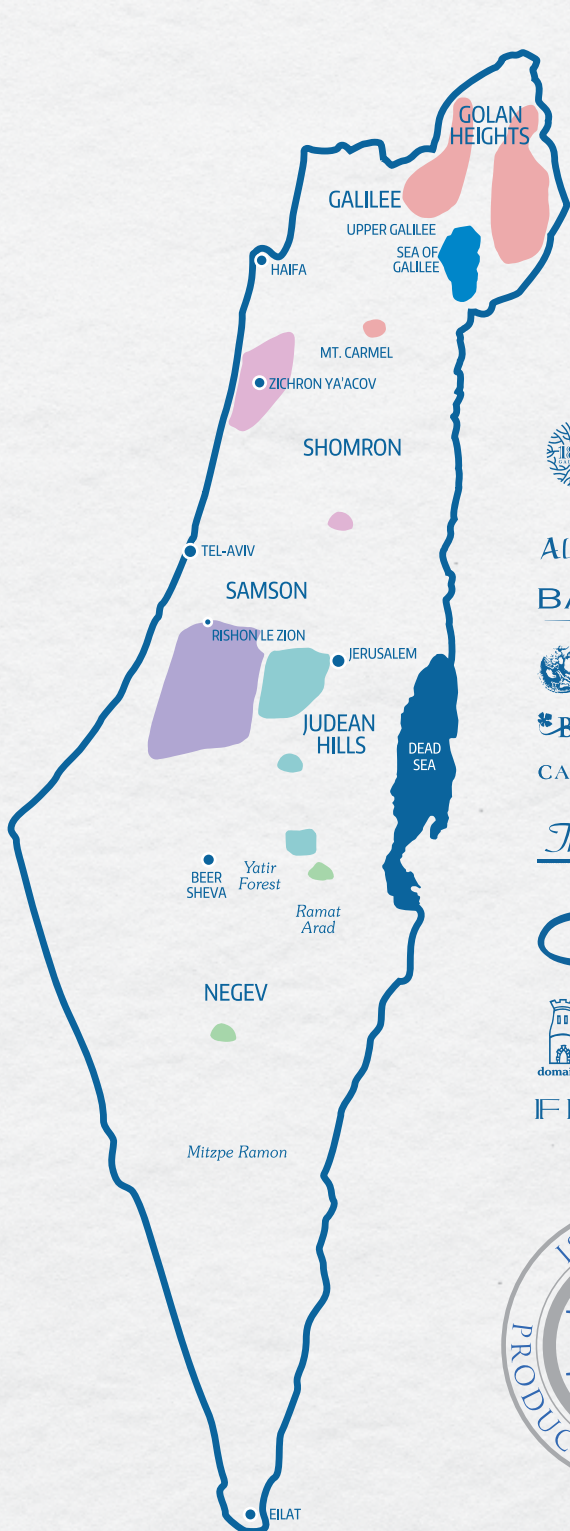 GOLAN
HEIGHTS
GALILEE
UPPER GALILEE
SEA OF
GALILEE
HAIFA
MT. CARMEL
ZICHRON YA'ACOV
SHOMRON
TEL-AVIV
SAMSON
RISHON LE ZION
JERUSALEM
JUDEAN
HILLS
DEAD
SEA
BEER
SHEVA
Yatir
Forest
Ramat
Arad
NEGEV
Mitzpe Ramon
EILAT